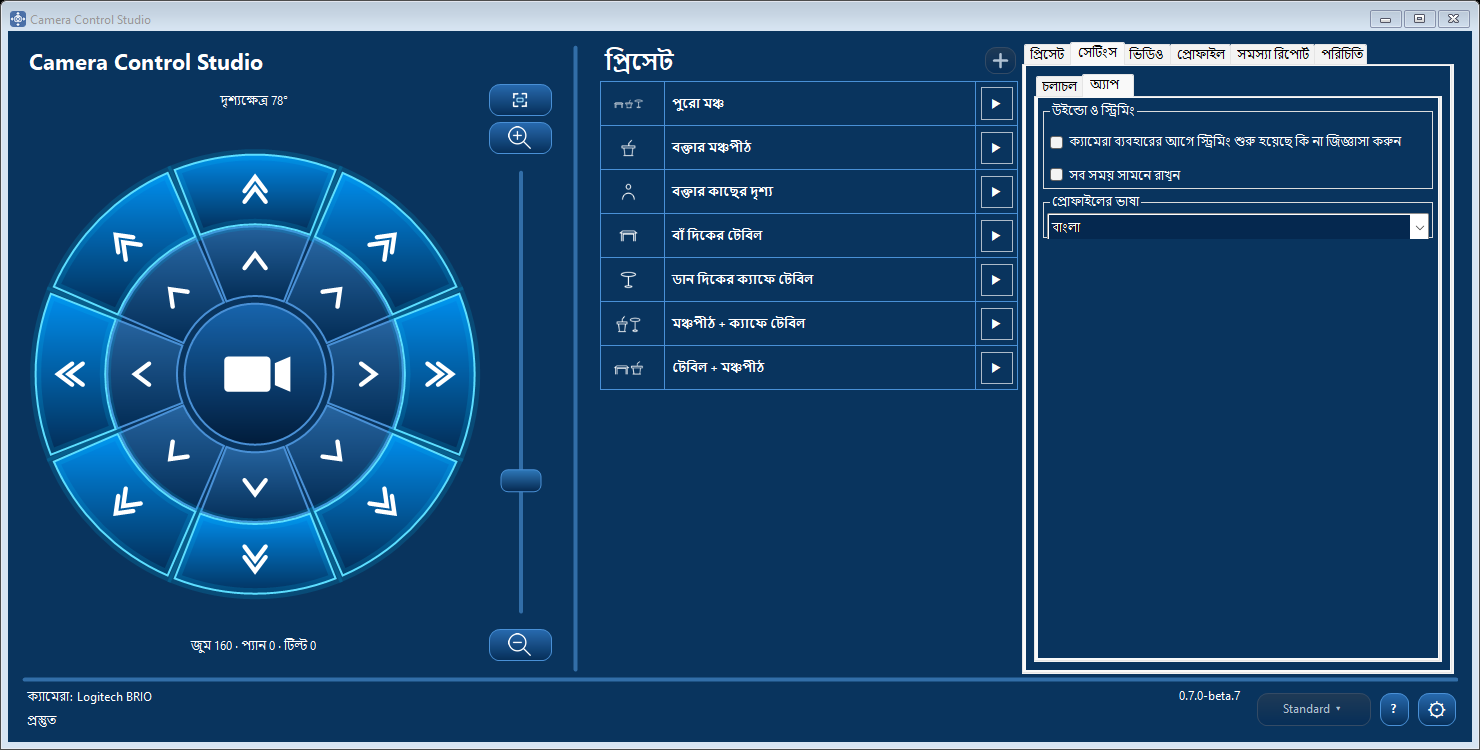 Camera Control Studio
Camera Control Studio
দৃশ্যক্ষেত্র 78°
জুম 160 · প্যান 0 · টিল্ট 0
প্রিসেট
পুরো মঞ্চ
বক্তার মঞ্চপীঠ
বক্তার কাছের দৃশ্য
বাঁ দিকের টেবিল
ডান দিকের ক্যাফে টেবিল
মঞ্চপীঠ + ক্যাফে টেবিল
টেবিল + মঞ্চপীঠ
প্রিসেট সেটিংস ভিডিও প্রোফাইল সমস্যা রিপোর্ট পরিচিতি
চলাচল অ্যাপ
উইন্ডো ও স্ট্রিমিং
ক্যামেরা ব্যবহারের আগে স্ট্রিমিং শুরু হয়েছে কি না জিজ্ঞাসা করুন
সব সময় সামনে রাখুন
প্রোফাইলের ভাষা
বাংলা
ক্যামেরা: Logitech BRIO
প্রস্তুত
0.7.0-beta.7
Standard
?